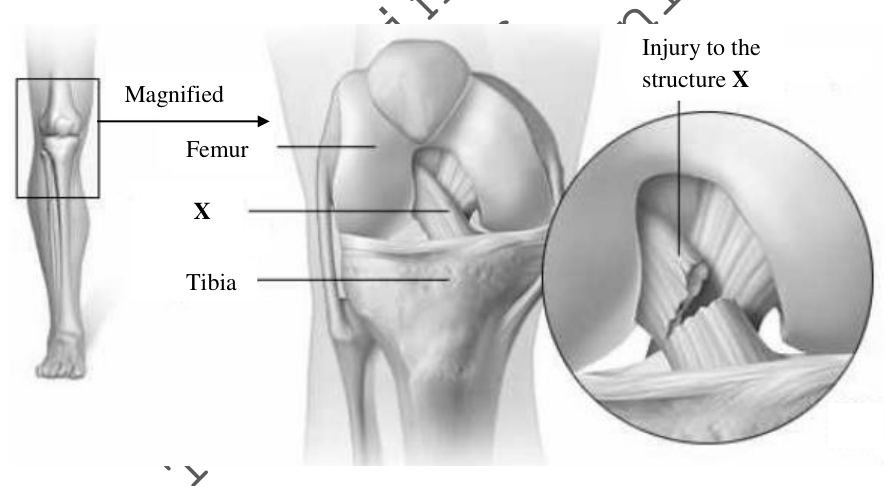 Magnified
Femur
X
Tibia
Injury to the
structure X